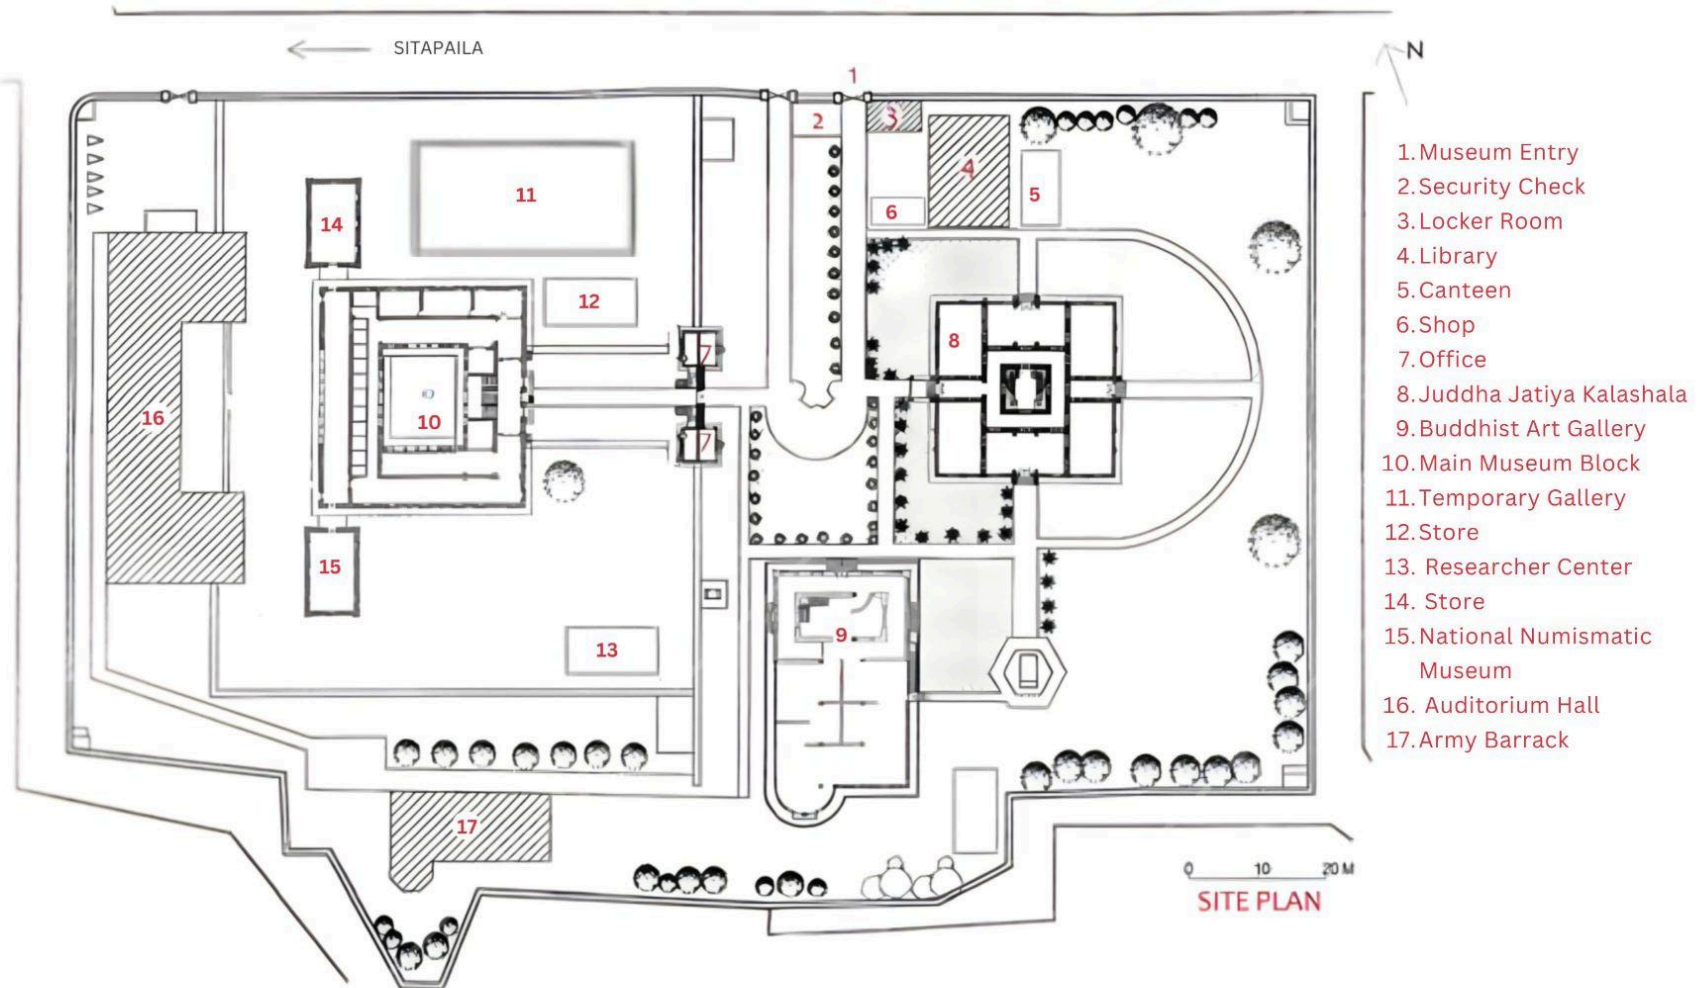 SITAPAILA
N
1
2
3
4
5
6
14
11
12
7
8
16
10
7
15
13
9
17
1. Museum Entry
2. Security Check
3. Locker Room
4. Library
5. Canteen
6. Shop
7. Office
8. Juddha Jatiya Kalashala
9. Buddhist Art Gallery
10. Main Museum Block
11. Temporary Gallery
12. Store
13. Researcher Center
14. Store
15. National Numismatic
Museum
16. Auditorium Hall
17. Army Barrack
0 10 20 M
SITE PLAN